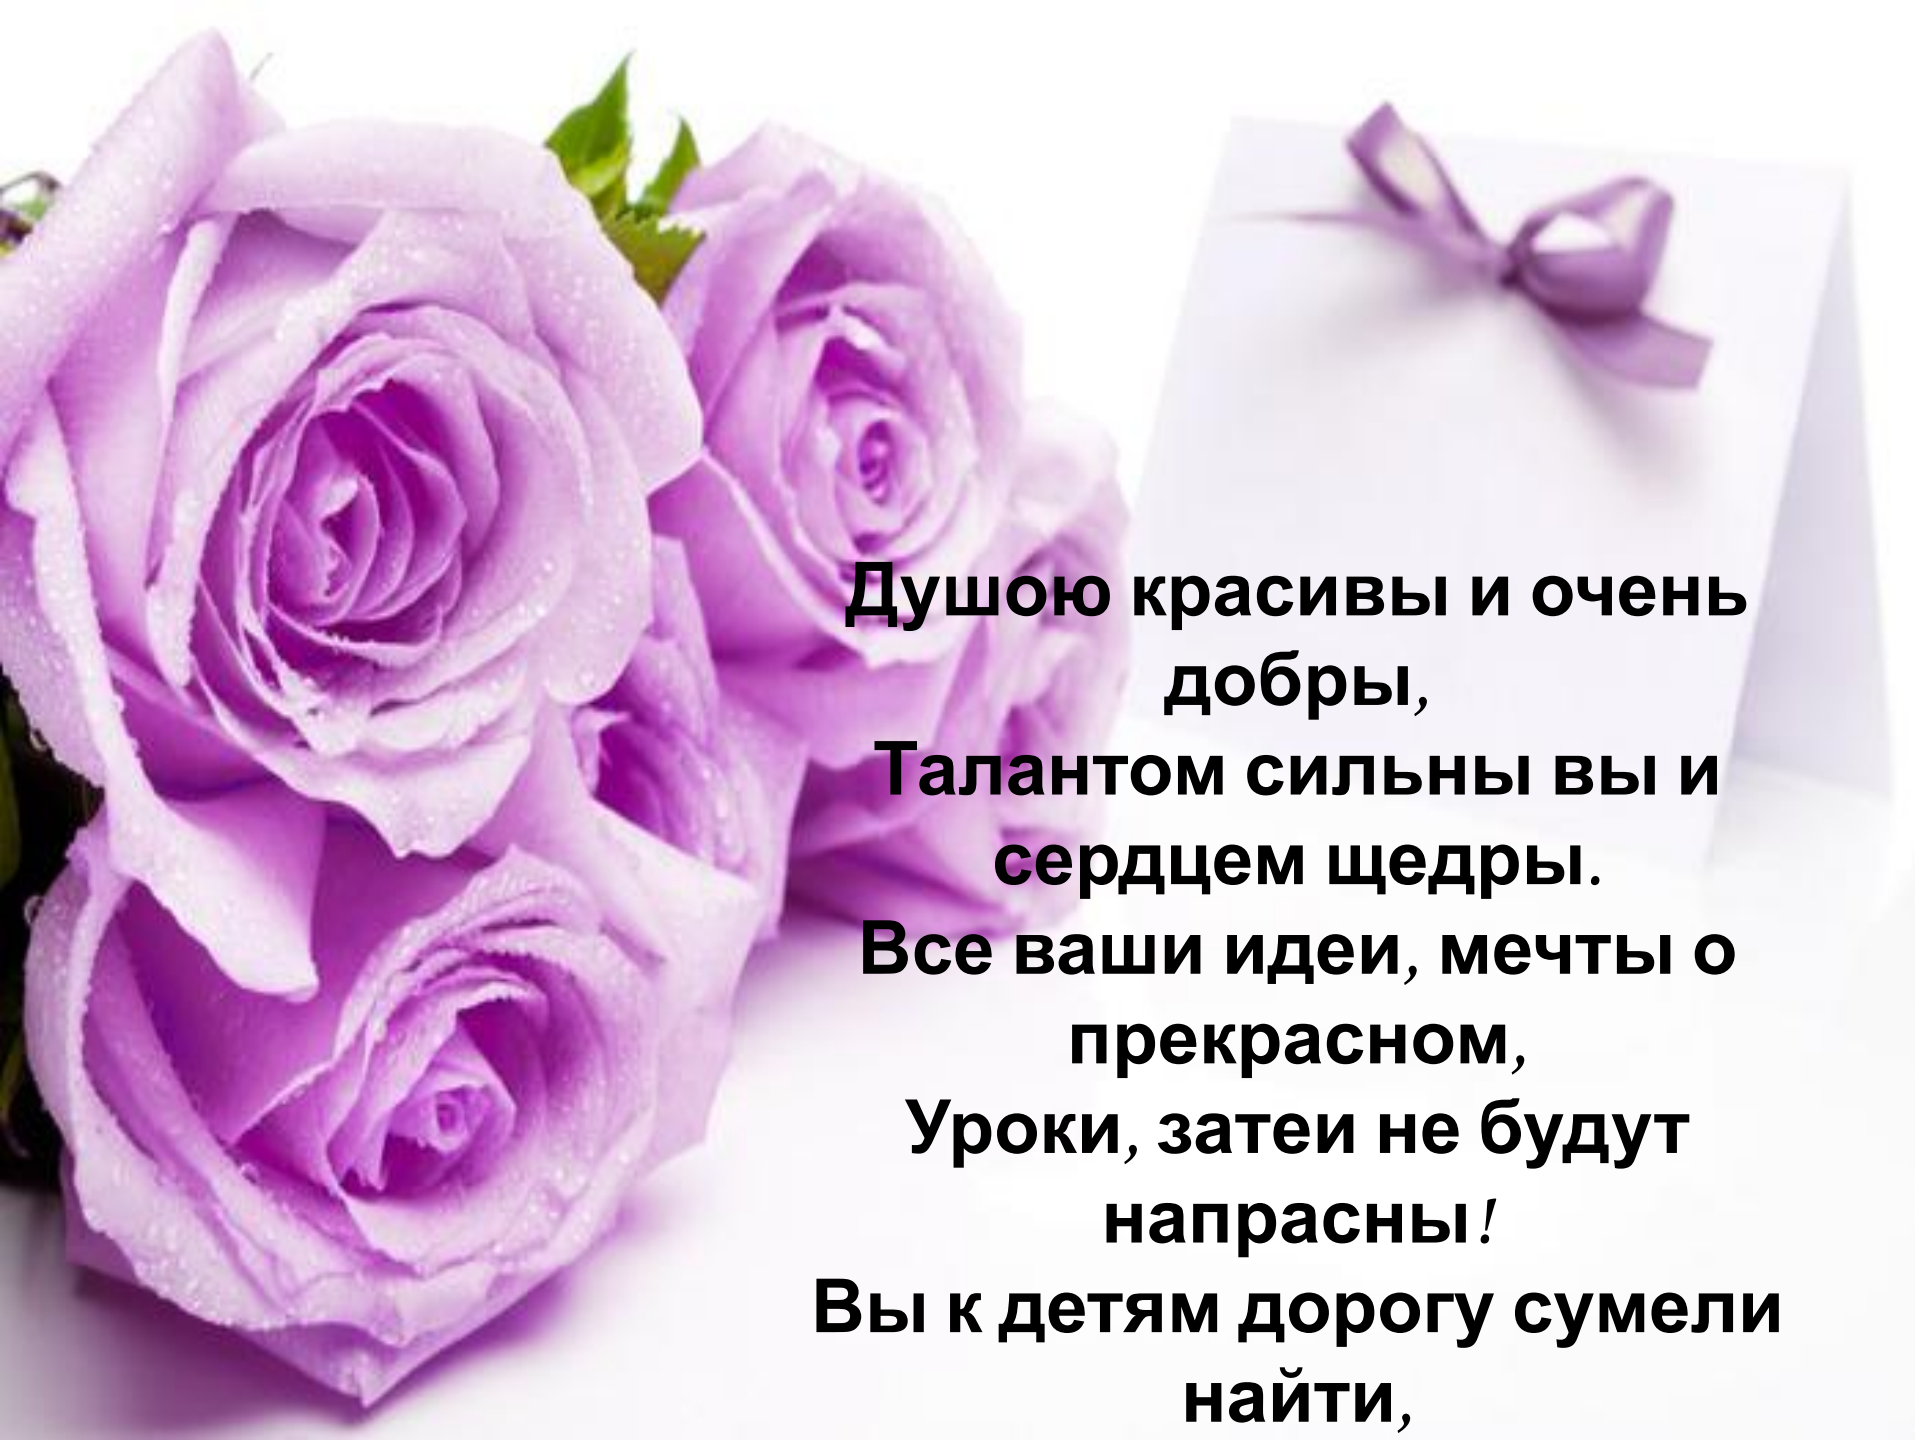 Душою красивы и очень
добры,
Талантом сильны вы и
сердцем щедры.
Все ваши идеи, мечты о
прекрасном,
Уроки, затеи не будут
напрасны!
Вы к детям дорогу сумели
найти,